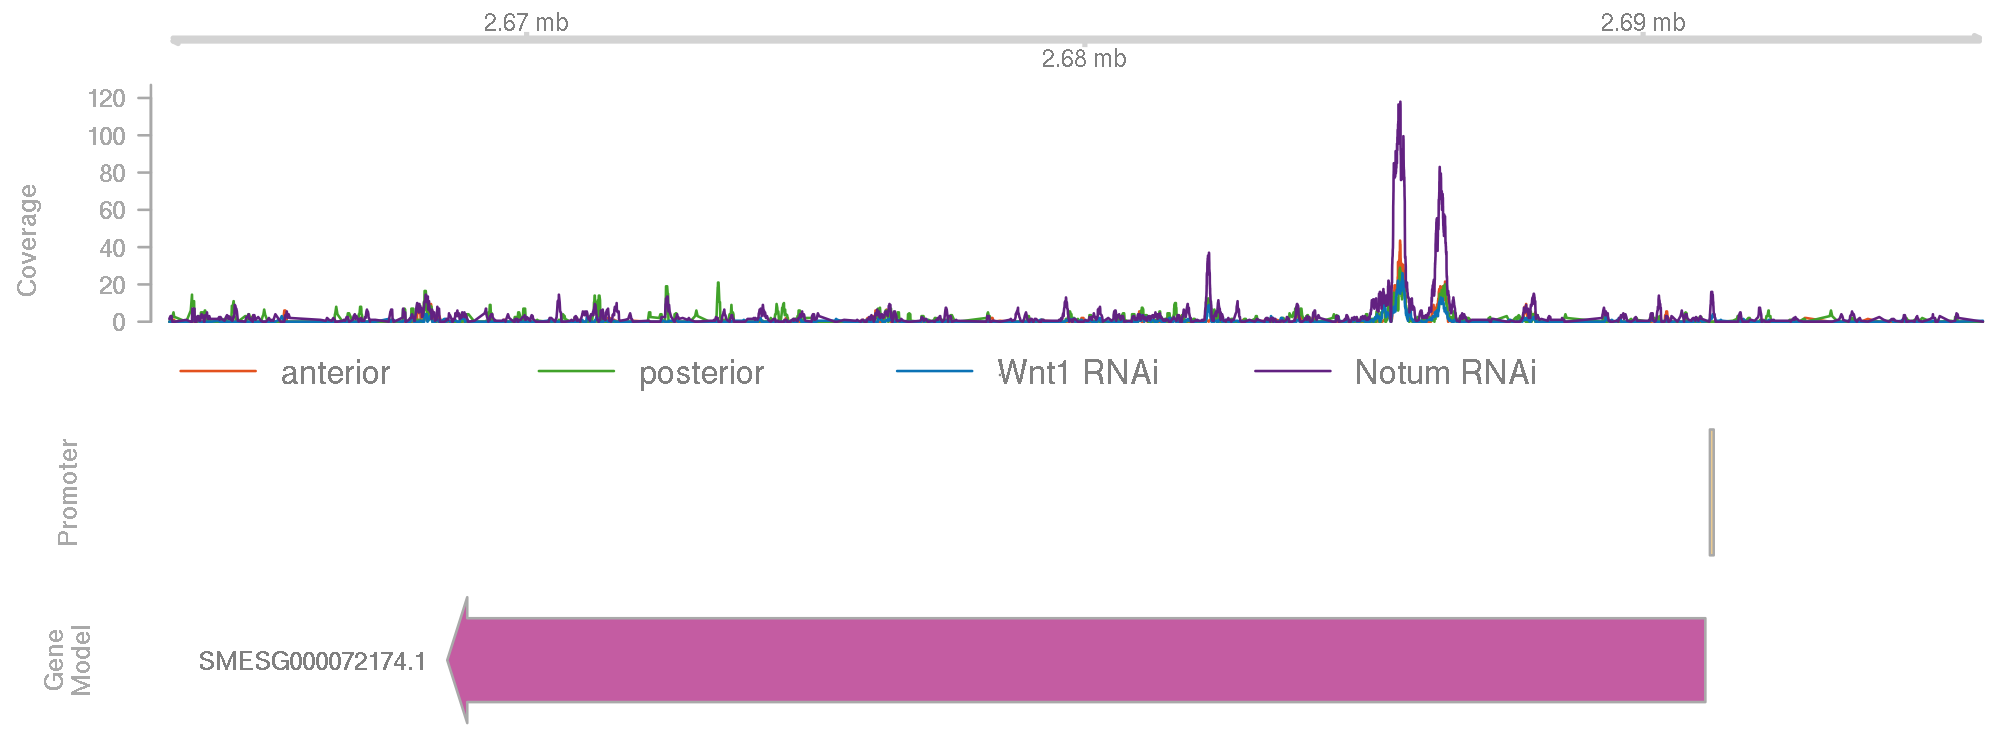 2.67 mb
2.69 mb
2.68 mb
Coverage
120
100
80
60
40
20
0
anterior
posterior
Wnt1 RNAi
Notum RNAi
Promoter
Gene
Model
SMESG000072174.1